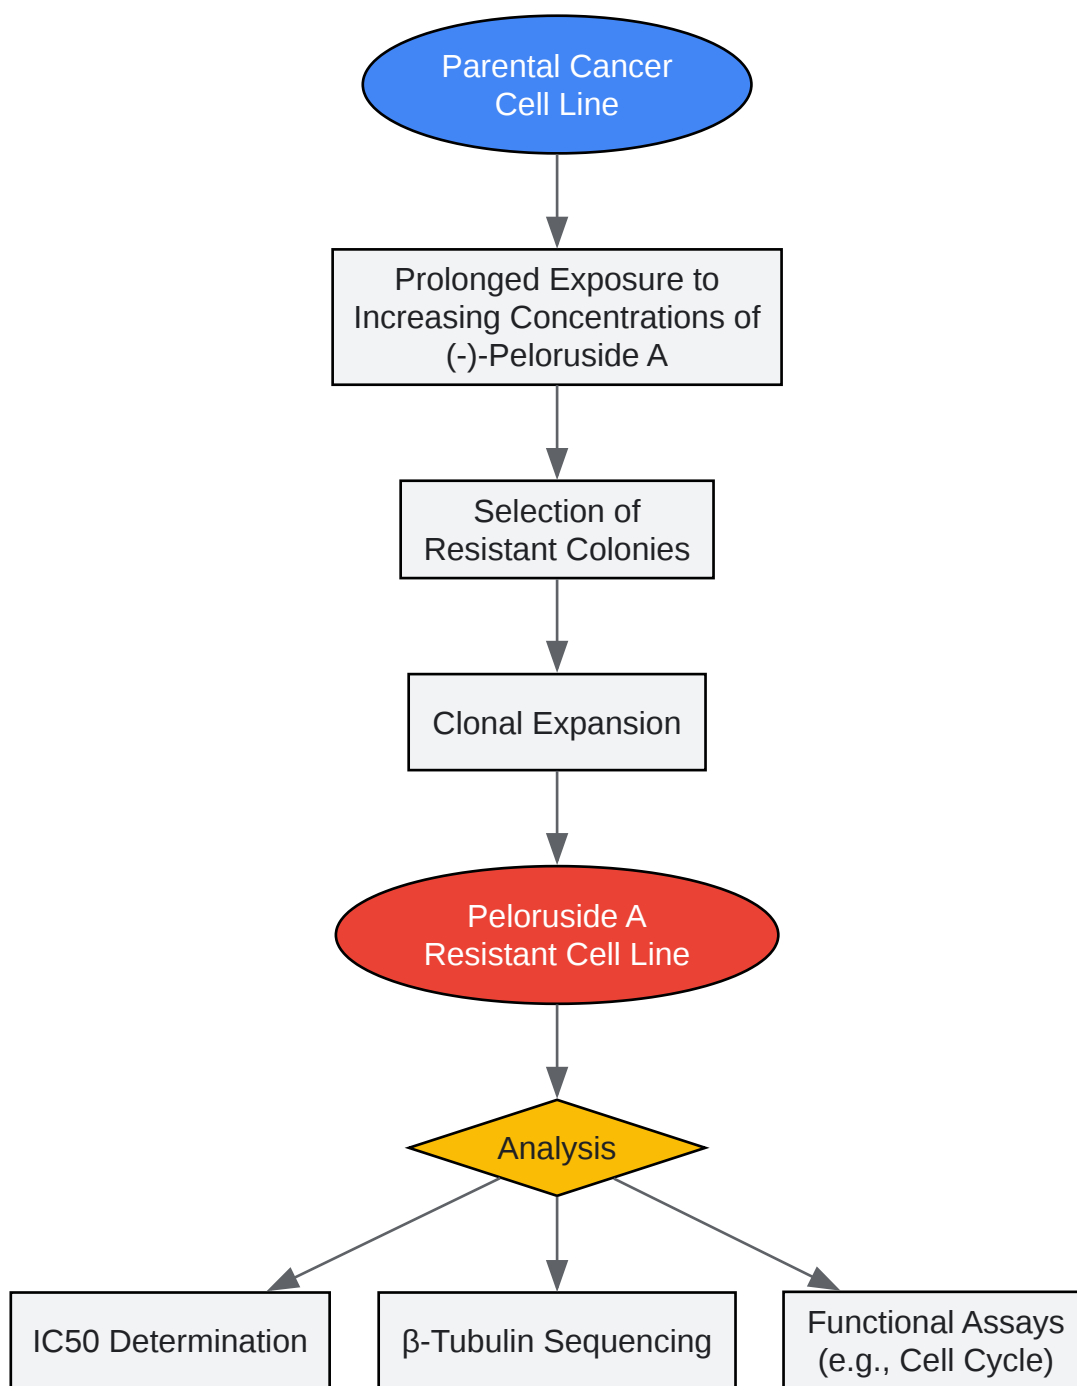 Parental Cancer
Cell Line
Prolonged Exposure to
Increasing Concentrations of
(-)-Peloruside A
Selection of
Resistant Colonies
Clonal Expansion
Peloruside A
Resistant Cell Line
Analysis
IC50 Determination
β-Tubulin Sequencing
Functional Assays
(e.g., Cell Cycle)